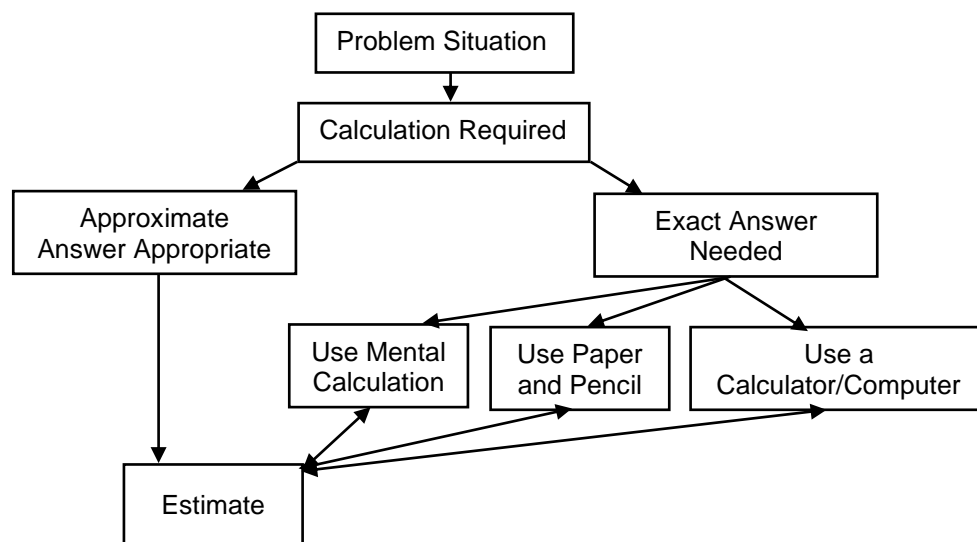 Problem Situation
Calculation Required
Approximate
Answer Appropriate
Exact Answer
Needed
Use Mental
Calculation
Use Paper
and Pencil
Use a
Calculator/Computer
Estimate